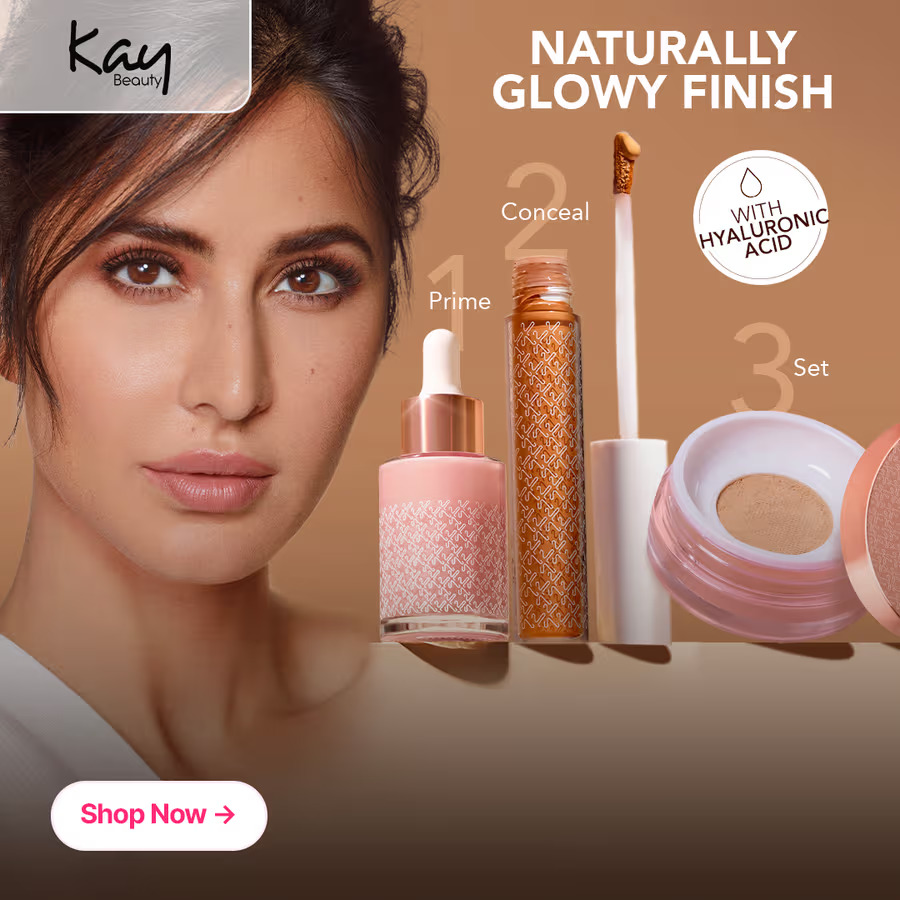 Kay
Beauty
NATURALLY
GLOWY FINISH
WITH
HYALURONIC
ACID
2
Conceal
1
Prime
3
Set
Shop Now →